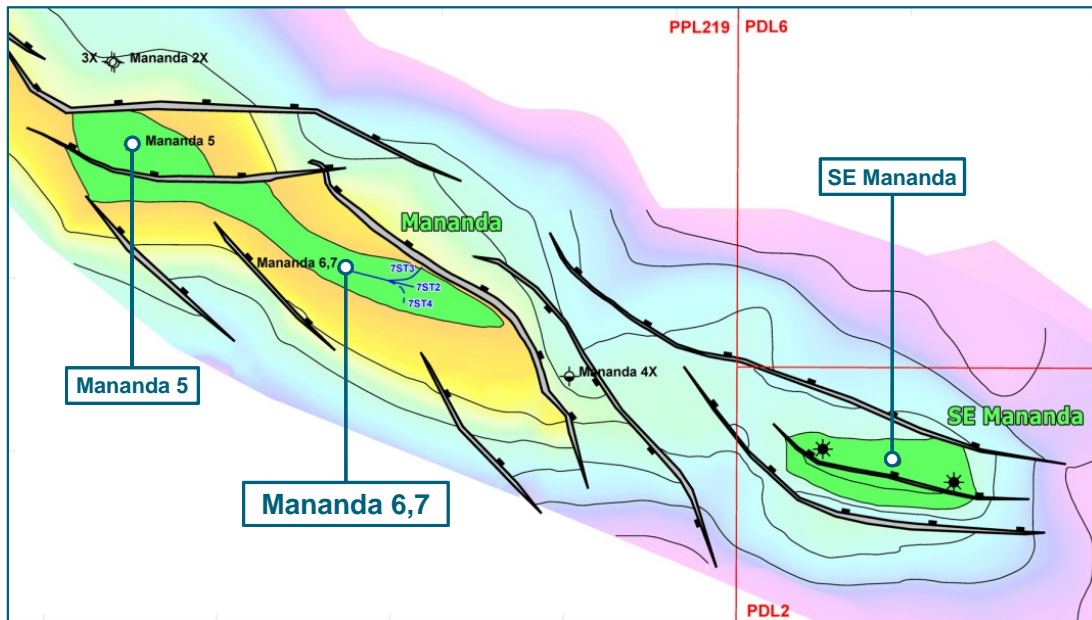 PPL219 PDL6
3X Mananda 2X
Mananda 5
SE Mananda
Mananda
Mananda 6,7
7ST3
7ST2
7ST4
Mananda 5
Mananda 4X
SE Mananda
Mananda 6,7
PDL2